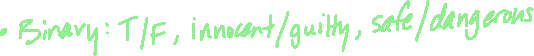 • Binary: T/F, innocent/guilty, safe/dangerous